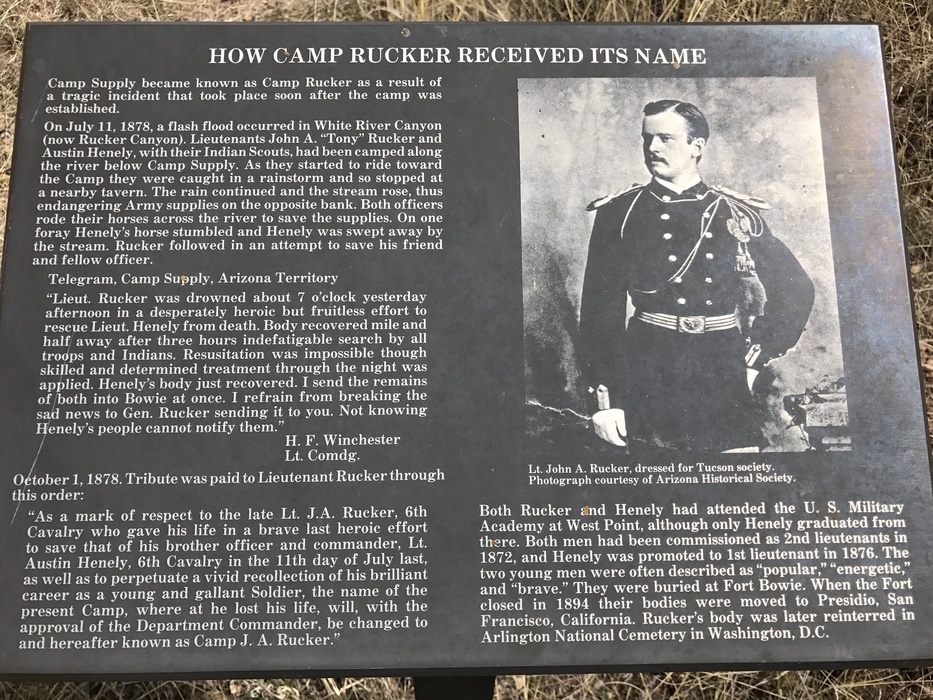 HOW CAMP RUCKER RECEIVED ITS NAME
Camp Supply became known as Camp Rucker as a result of
a tragic incident that took place soon after the camp was
established.
On July 11, 1878, a flash flood occurred in White River Canyon
(now Rucker Canyon). Lieutenants John A. “Tony” Rucker and
Austin Henely, with their Indian Scouts, had been camped along
the river below Camp Supply. As they started to ride toward
the Camp they were caught in a rainstorm and so stopped at
a nearby tavern. The rain continued and the stream rose, thus
endangering Army supplies on the opposite bank. Both officers
rode their horses across the river to save the supplies. On one
foray Henely's horse stumbled and Henely was swept away by
the stream. Rucker followed in an attempt to save his friend
and fellow officer.
Telegram, Camp Supply, Arizona Territory
“Lieut. Rucker was drowned about 7 o'clock yesterday
afternoon in a desperately heroic but fruitless effort to
rescue Lieut. Henely from death. Body recovered mile and
half away after three hours indefatigable search by all
troops and Indians. Resusitation was impossible though
skilled and determined treatment through the night was
applied. Henely's body just recovered. I send the remains
of both into Bowie at once. I refrain from breaking the
sad news to Gen. Rucker sending it to you. Not knowing
Henely's people cannot notify them.”
H. F. Winchester
Lt. Comdg.
October 1, 1878. Tribute was paid to Lieutenant Rucker through
this order:
“As a mark of respect to the late Lt. J.A. Rucker, 6th
Cavalry who gave his life in a brave last heroic effort
to save that of his brother officer and commander, Lt.
Austin Henely, 6th Cavalry in the 11th day of July last,
as well as to perpetuate a vivid recollection of his brilliant
career as a young and gallant Soldier, the name of the
present Camp, where at he lost his life, will, with the
approval of the Department Commander, be changed to
and hereafter known as Camp J. A. Rucker.”
Lt. John A. Rucker, dressed for Tucson society.
Photograph courtesy of Arizona Historical Society.
Both Rucker and Henely had attended the U. S. Military
Academy at West Point, although only Henely graduated from
there. Both men had been commissioned as 2nd lieutenants in
1872, and Henely was promoted to 1st lieutenant in 1876. The
two young men were often described as “popular,” “energetic,”
and “brave.” They were buried at Fort Bowie. When the Fort
closed in 1894 their bodies were moved to Presidio, San
Francisco, California. Rucker's body was later reinterred in
Arlington National Cemetery in Washington, D.C.